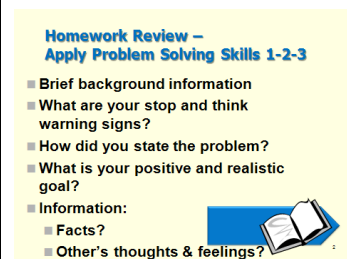 Homework Review –
Apply Problem Solving Skills 1-2-3
Brief background information
What are your stop and think
warning signs?
How did you state the problem?
What is your positive and realistic
goal?
Information:
Facts?
Other's thoughts & feelings?
2